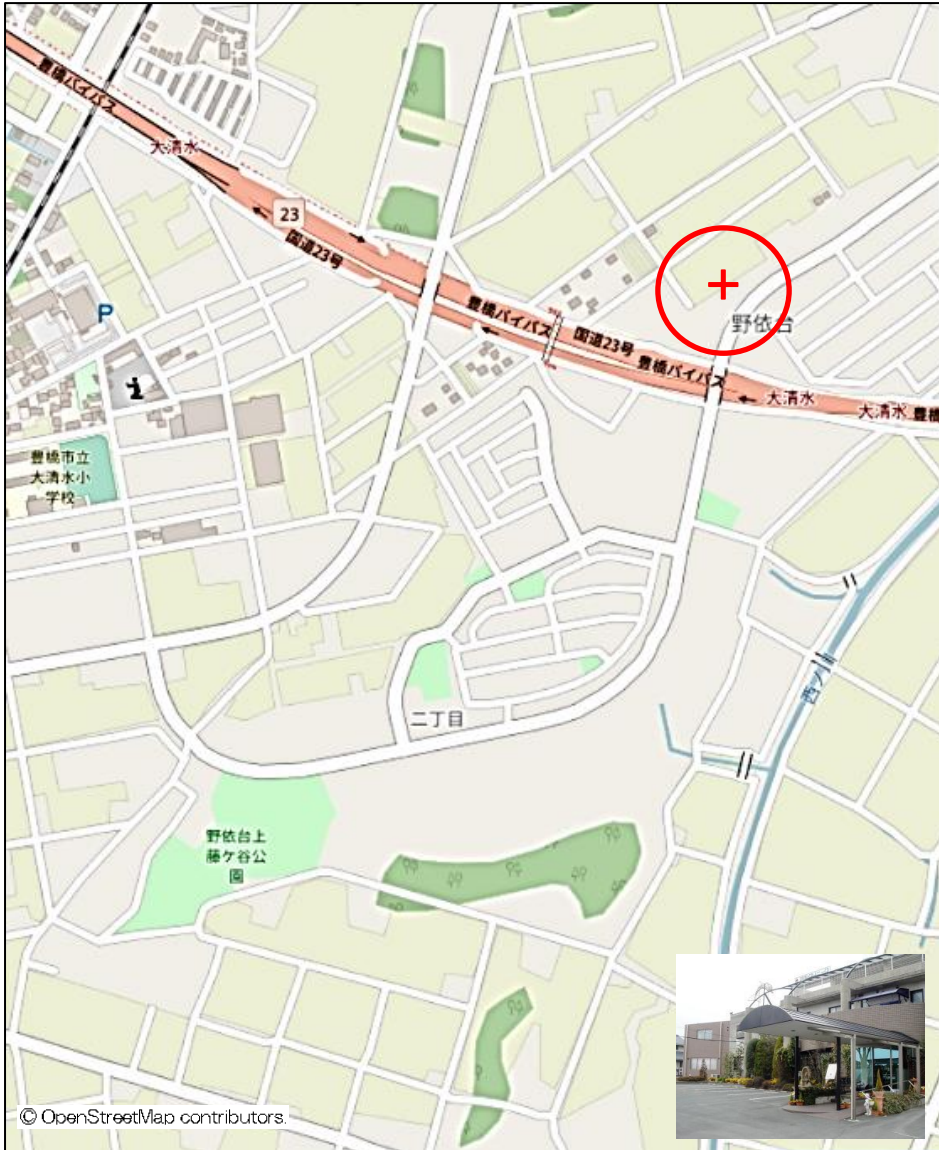 豊橋バイパス
大清水
23
国道23号
P
豊橋バイパス
国道23号
野依台
豊橋バイパス
大清水
大清水
豊橋
豊橋市立
大清水小
学校
西ノ川
二丁目
野依台上
藤ケ谷公
園
© OpenStreetMap contributors.